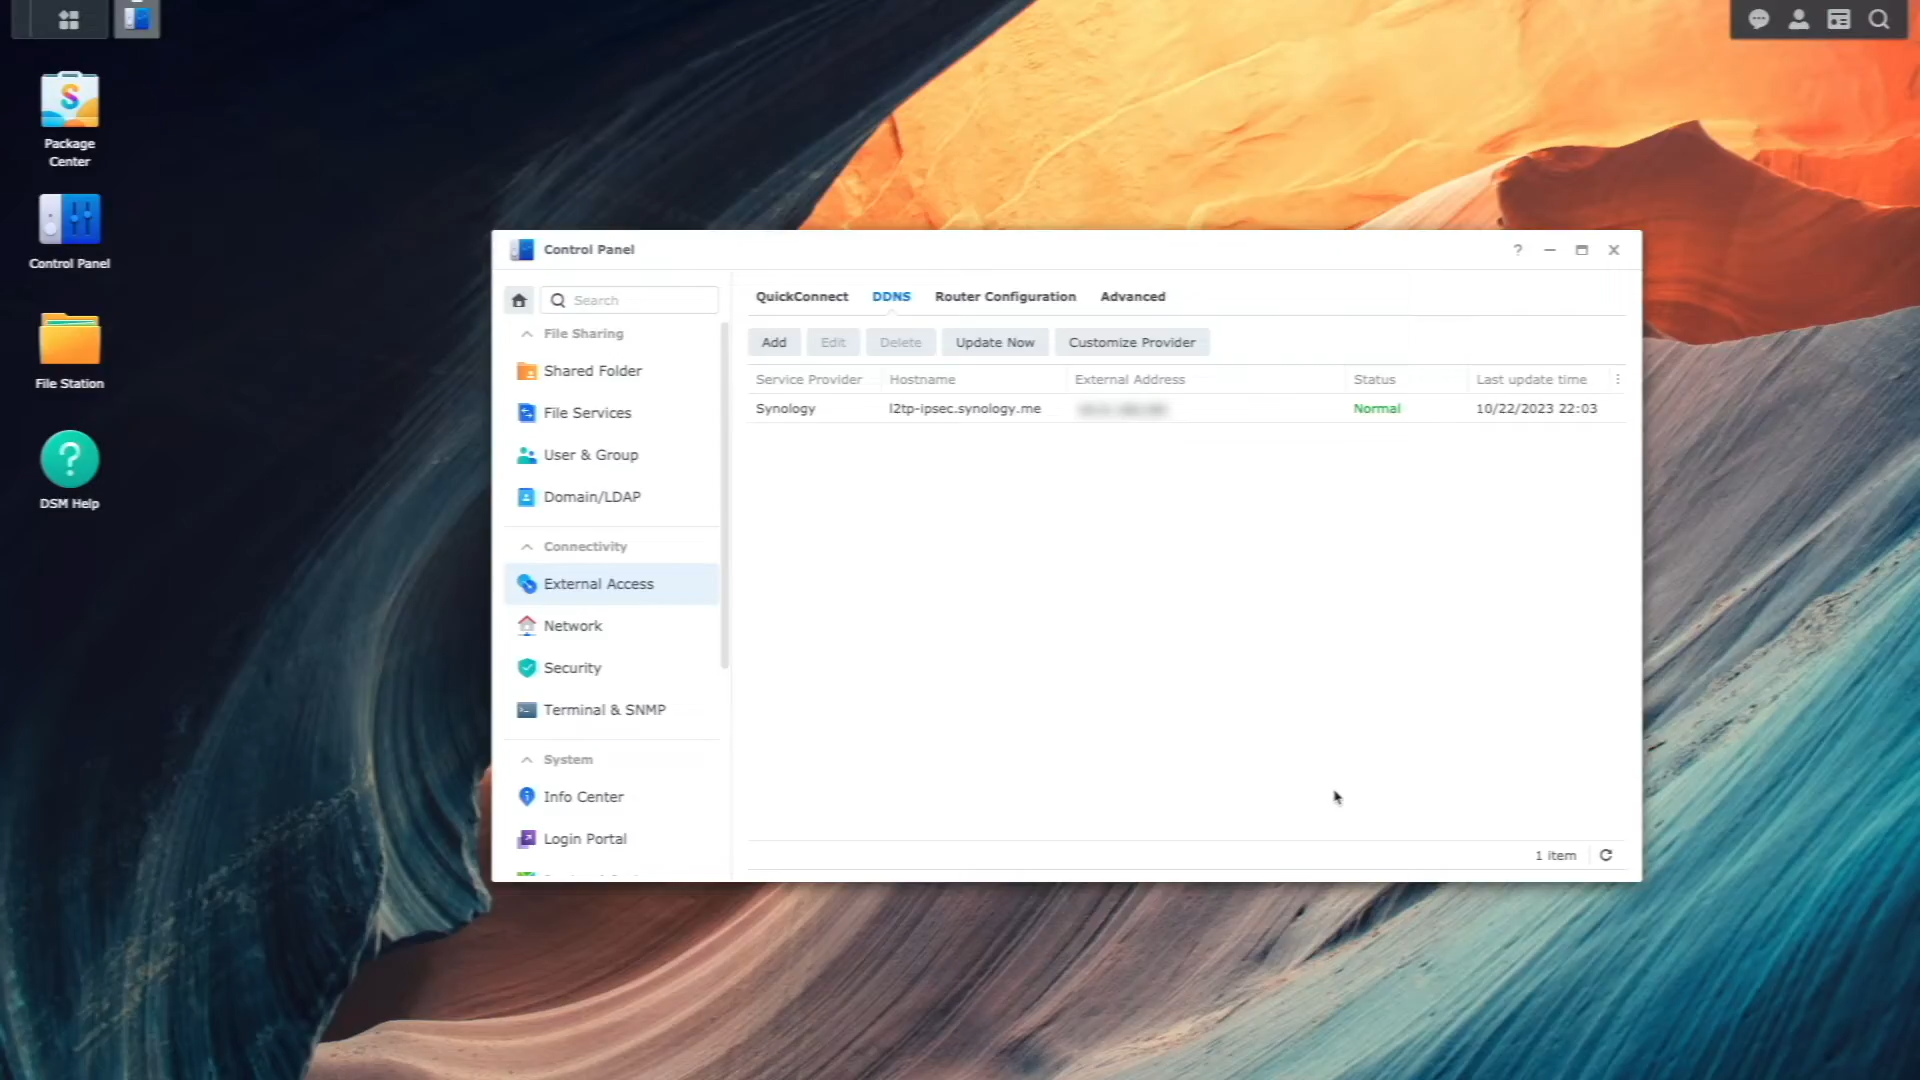 Package
Center
Control Panel
File Station
DSM Help
Control Panel
Search
File Sharing
Shared Folder
File Services
User & Group
Domain/LDAP
Connectivity
External Access
Network
Security
Terminal & SNMP
System
Info Center
Login Portal
QuickConnect DDNS Router Configuration Advanced
Add Edit Delete Update Now Customize Provider
Service Provider Hostname External Address Status Last update time
Synology l2tp-ipsec.synology.me Normal 10/22/2023 22:03
1 item